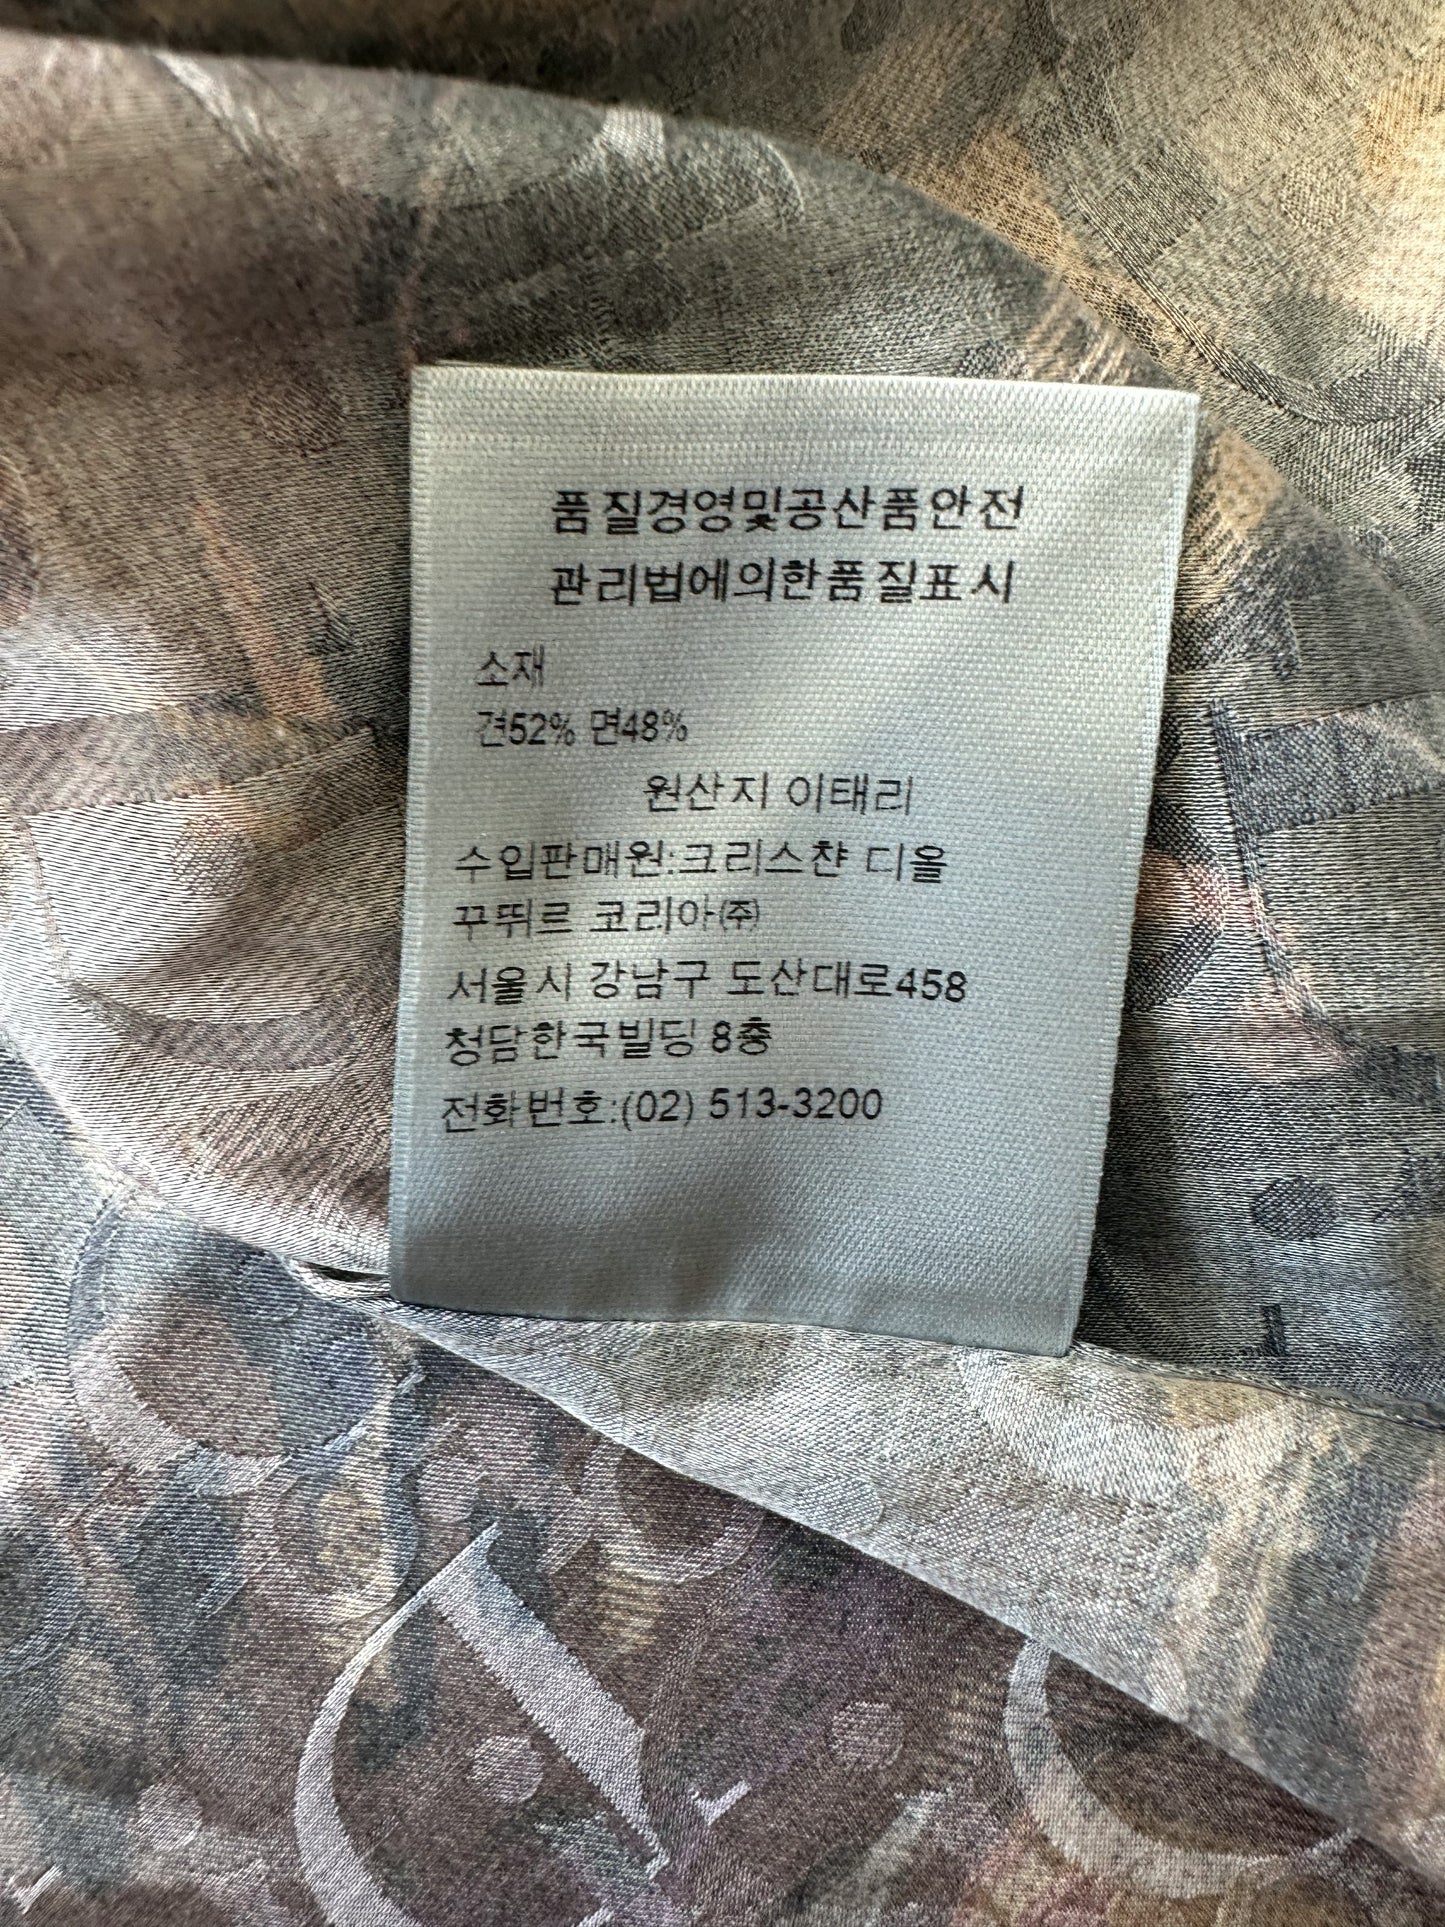 품질경영및공산품안전
관리법에의한품질표시
소재
견52% 면48%
원산지 이태리
수입판매원:크리스챤 디올
꾸뛰르 코리아㈜
서울시 강남구 도산대로458
청담한국빌딩 8층
전화번호:(02) 513-3200